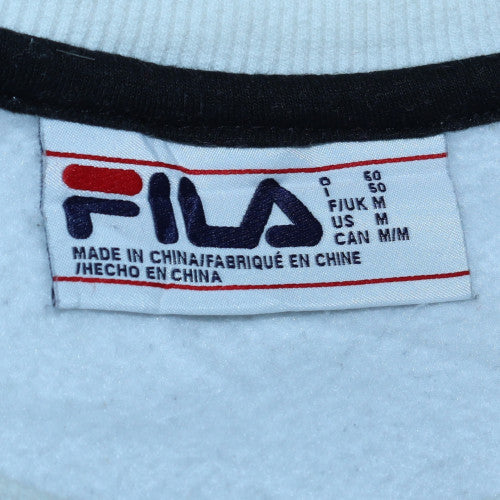 FILA
D 50
I 50
F/UK M
US M
CAN M/M
MADE IN CHINA/FABRIQUÉ EN CHINE
/HECHO EN CHINA